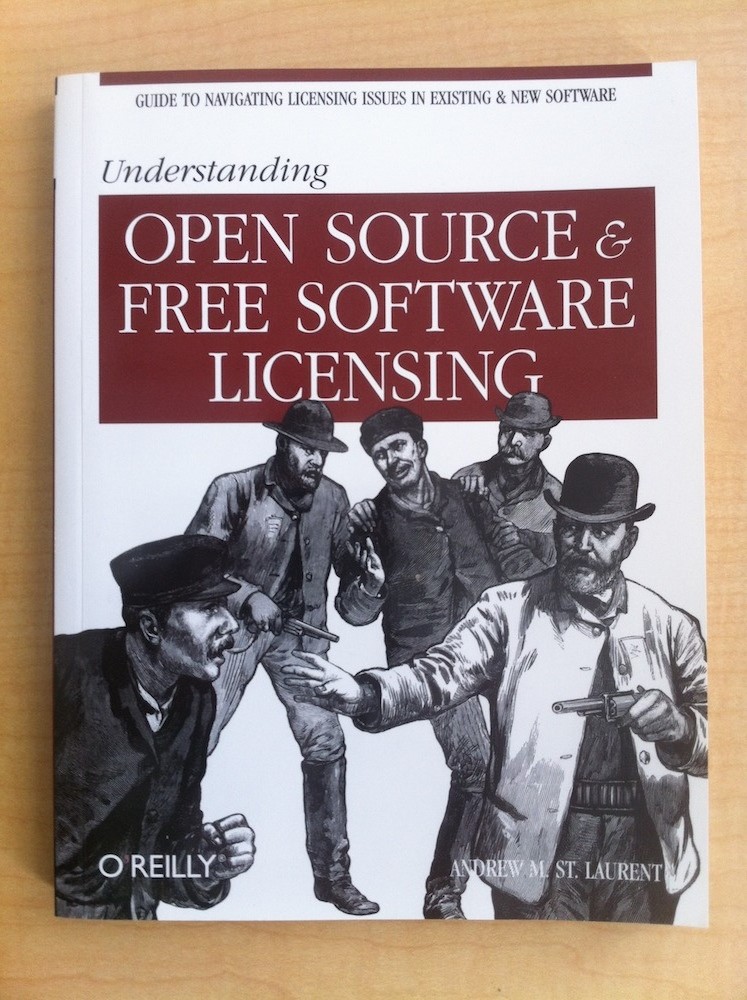 GUIDE TO NAVIGATING LICENSING ISSUES IN EXISTING & NEW SOFTWARE
Understanding
OPEN SOURCE &
FREE SOFTWARE
LICENSING
O'REILLY
ANDREW M. ST. LAURENT